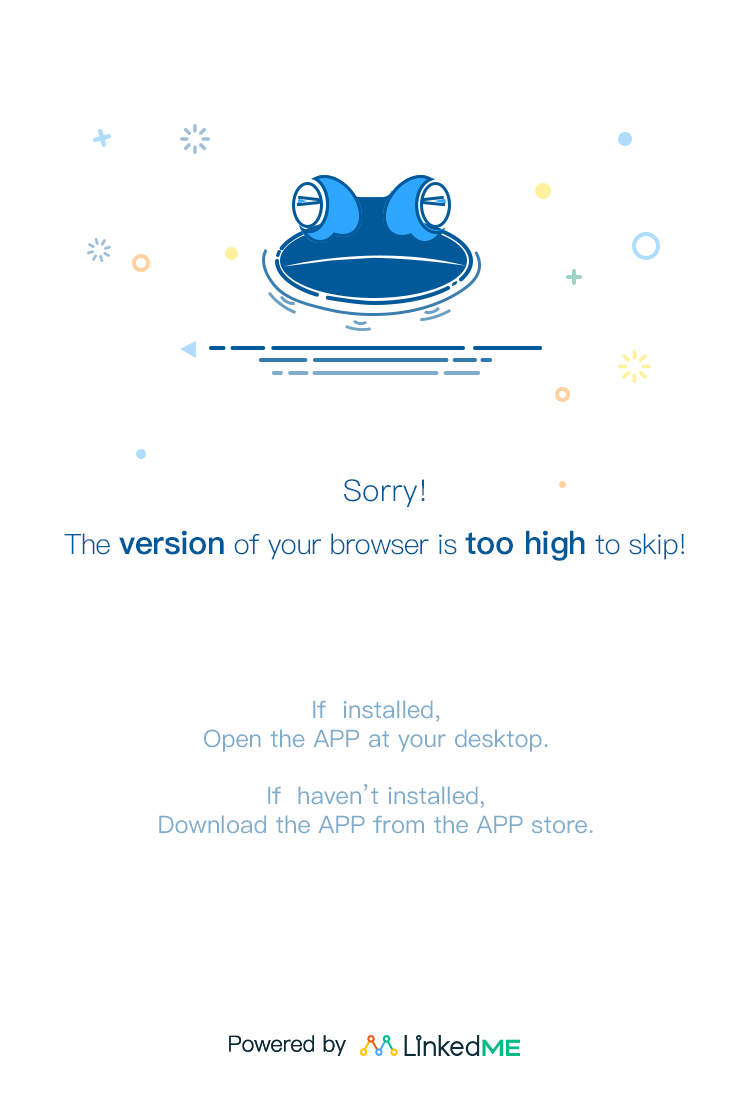 Sorry!
The version of your browser is too high to skip!
If installed,
Open the APP at your desktop.
If haven't installed,
Download the APP from the APP store.
Powered by LinkedME